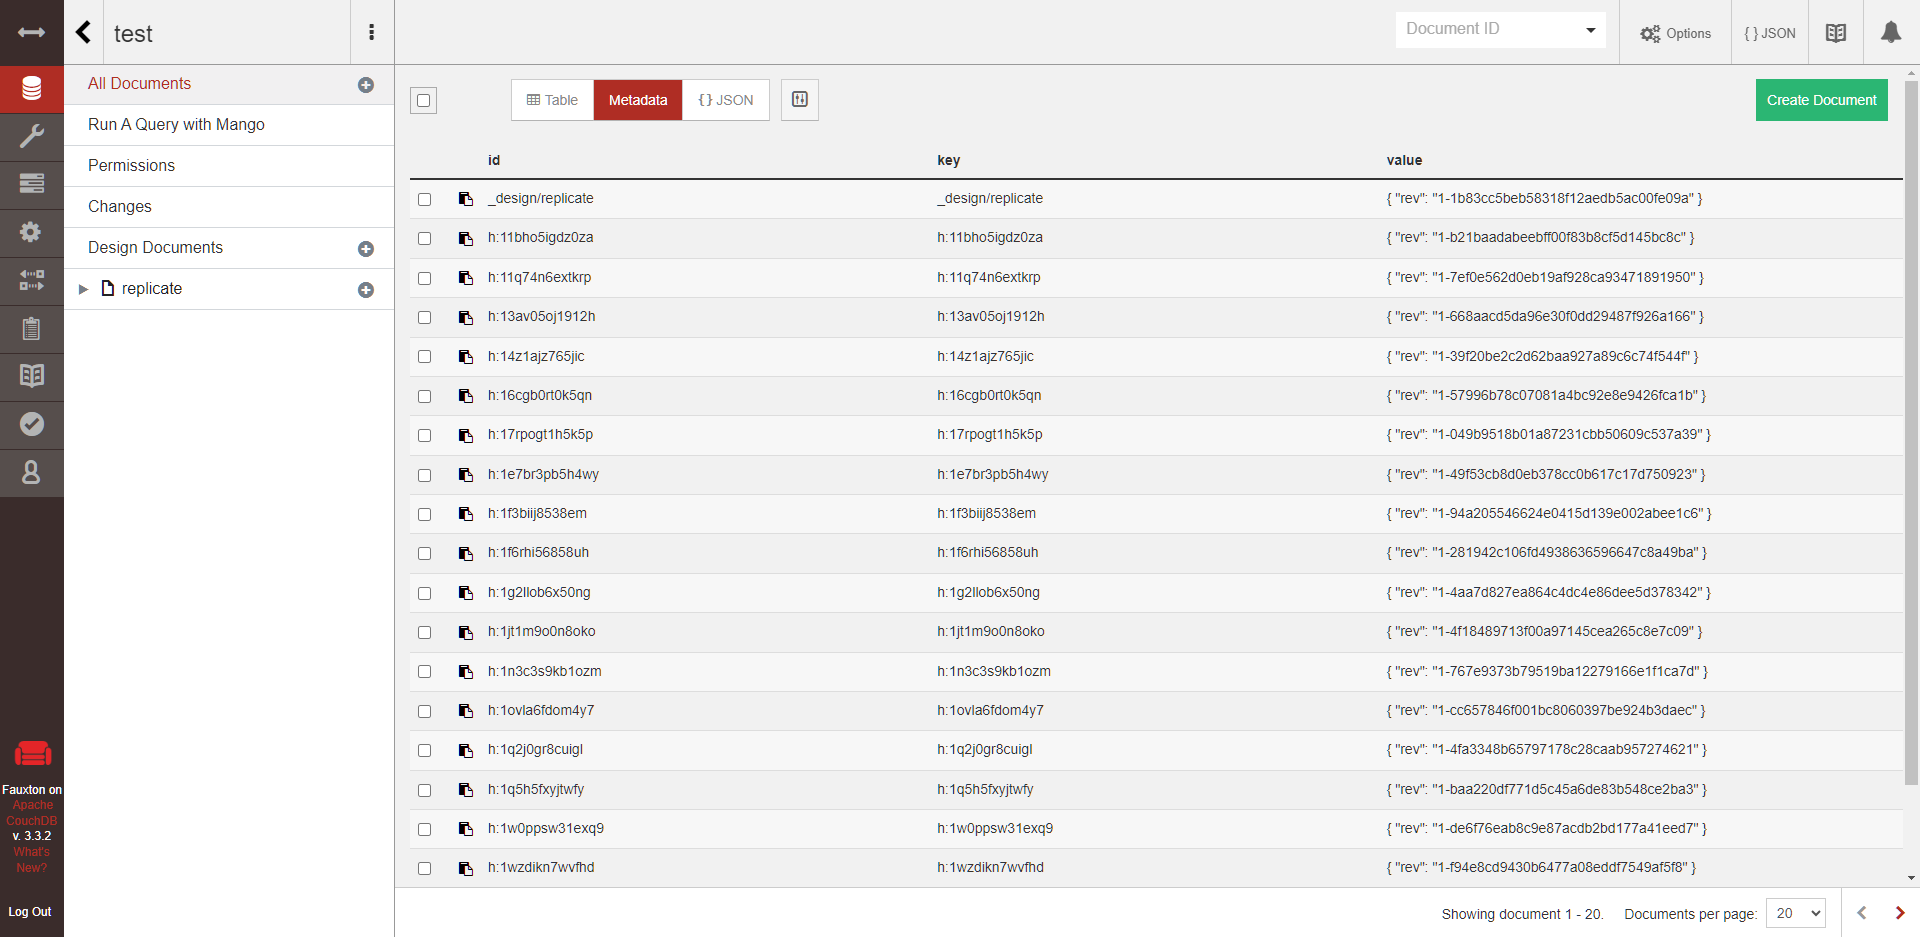 test
Document ID
Options
{ } JSON
All Documents
Run A Query with Mango
Permissions
Changes
Design Documents
replicate
Table
Metadata
{ } JSON
Create Document
id key value
_design/replicate _design/replicate { "rev": "1-1b83cc5beb58318f12aedb5ac00fe09a" }
h:11bho5igdz0za h:11bho5igdz0za { "rev": "1-b21baadabeebff00f83b8cf5d145bc8c" }
h:11q74n6extkrp h:11q74n6extkrp { "rev": "1-7ef0e562d0eb19af928ca93471891950" }
h:13av05oj1912h h:13av05oj1912h { "rev": "1-668aacd5da96e30f0dd29487f926a166" }
h:14z1ajz765jic h:14z1ajz765jic { "rev": "1-39f20be2c2d62baa927a89c6c74f544f" }
h:16cgb0rt0k5qn h:16cgb0rt0k5qn { "rev": "1-57996b78c07081a4bc92e8e9426fca1b" }
h:17rpogt1h5k5p h:17rpogt1h5k5p { "rev": "1-049b9518b01a87231cbb50609c537a39" }
h:1e7br3pb5h4wy h:1e7br3pb5h4wy { "rev": "1-49f53cb8d0eb378cc0b617c17d750923" }
h:1f3biij8538em h:1f3biij8538em { "rev": "1-94a205546624e0415d139e002abee1c6" }
h:1f6rhi56858uh h:1f6rhi56858uh { "rev": "1-281942c106fd4938636596647c8a49ba" }
h:1g2llob6x50ng h:1g2llob6x50ng { "rev": "1-4aa7d827ea864c4dc4e86dee5d378342" }
h:1jt1m9o0n8oko h:1jt1m9o0n8oko { "rev": "1-4f18489713f00a97145cea265c8e7c09" }
h:1n3c3s9kb1ozm h:1n3c3s9kb1ozm { "rev": "1-767e9373b79519ba12279166e1f1ca7d" }
h:1ovla6fdom4y7 h:1ovla6fdom4y7 { "rev": "1-cc657846f001bc8060397be924b3daec" }
h:1q2j0gr8cuigl h:1q2j0gr8cuigl { "rev": "1-4fa3348b65797178c28caab957274621" }
h:1q5h5fxyjtwfy h:1q5h5fxyjtwfy { "rev": "1-baa220df771d5c45a6de83b548ce2ba3" }
h:1w0ppsw31exq9 h:1w0ppsw31exq9 { "rev": "1-de6f76eab8c9e87acdb2bd177a41eed7" }
h:1wzdikn7wvfhd h:1wzdikn7wvfhd { "rev": "1-f94e8cd9430b6477a08eddf7549af5f8" }
Fauxton on
Apache
CouchDB
v. 3.3.2
What's
New?
Log Out
Showing document 1 - 20. Documents per page: 20